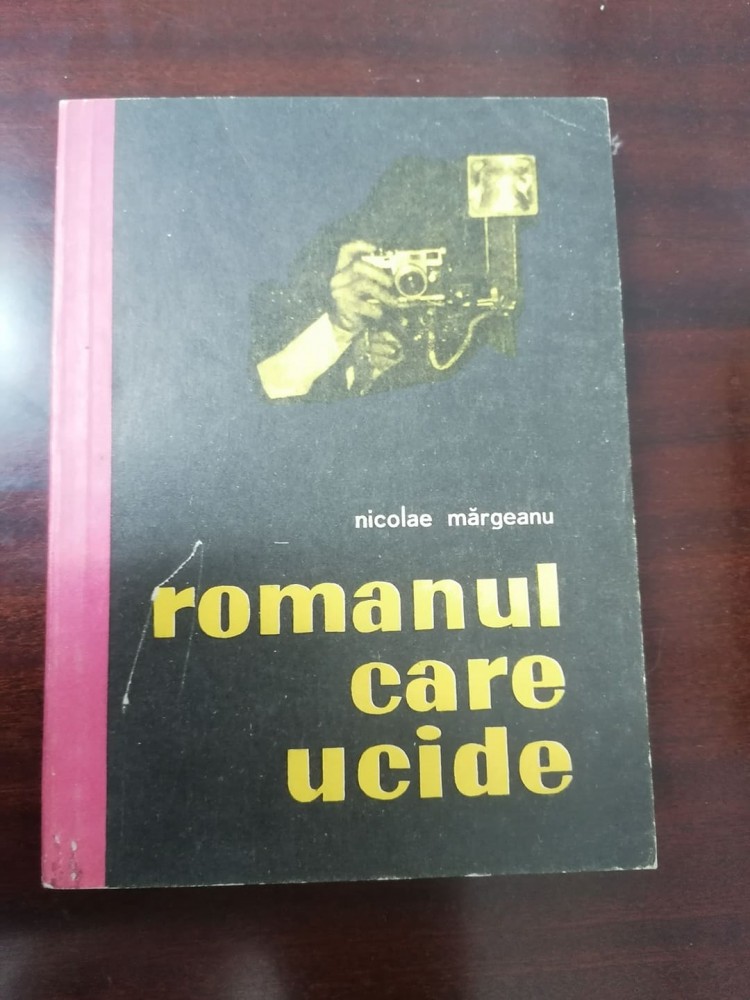 nicolae mărgeanu
romanul
care
ucide